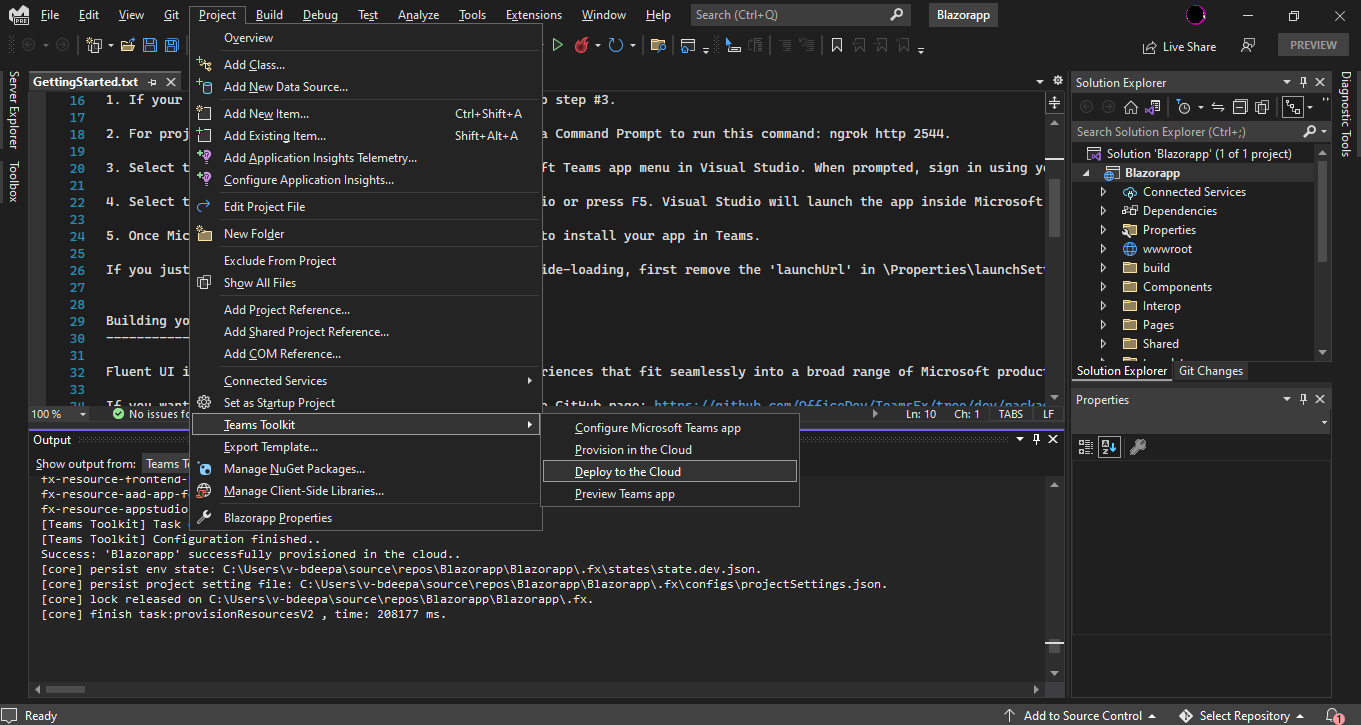 File Edit View Git Project Build Debug Test Analyze Tools Extensions Window Help Search (Ctrl+Q) Blazorapp
Live Share PREVIEW
Server Explorer
Toolbox
Diagnostic Tools
GettingStarted.txt
16 1. If your
step #3.
17
18 2. For proj
a Command Prompt to run this command: ngrok http 2544.
19
20 3. Select t
ft Teams app menu in Visual Studio. When prompted, sign in using yo
21
22 4. Select t
io or press F5. Visual Studio will launch the app inside Microsoft
23
24 5. Once Mic
to install your app in Teams.
25
26 If you just
ide-loading, first remove the 'launchUrl' in \Properties\launchSett
27
28
29 Building yo
30 -----------
31
32 Fluent UI i
eriences that fit seamlessly into a broad range of Microsoft product
33
GitHub page: https://github.com/OfficeDev/TeamsFx/tree/dev/packag
100 % No issues fo
Ln: 10 Ch: 1 TABS LF
Overview
Add Class...
Add New Data Source...
Add New Item... Ctrl+Shift+A
Add Existing Item... Shift+Alt+A
Add Application Insights Telemetry...
Configure Application Insights...
Edit Project File
New Folder
Exclude From Project
Show All Files
Add Project Reference...
Add Shared Project Reference...
Add COM Reference...
Connected Services
Set as Startup Project
Teams Toolkit
Export Template...
Manage NuGet Packages...
Manage Client-Side Libraries...
Blazorapp Properties
Configure Microsoft Teams app
Provision in the Cloud
Deploy to the Cloud
Preview Teams app
Output
Show output from: Teams T
fx-resource-frontend-
fx-resource-aad-app-f
fx-resource-appstudio
[Teams Toolkit] Task
[Teams Toolkit] Configuration finished..
Success: 'Blazorapp' successfully provisioned in the cloud..
[core] persist env state: C:\Users\v-bdeepa\source\repos\Blazorapp\Blazorapp\.fx\states\state.dev.json.
[core] persist project setting file: C:\Users\v-bdeepa\source\repos\Blazorapp\Blazorapp\.fx\configs\projectSettings.json.
[core] lock released on C:\Users\v-bdeepa\source\repos\Blazorapp\Blazorapp\.fx.
[core] finish task:provisionResourcesV2 , time: 208177 ms.
Solution Explorer
Search Solution Explorer (Ctrl+;)
Solution 'Blazorapp' (1 of 1 project)
Blazorapp
Connected Services
Dependencies
Properties
wwwroot
build
Components
Interop
Pages
Shared
Solution Explorer Git Changes
Properties
Ready
Add to Source Control Select Repository 1